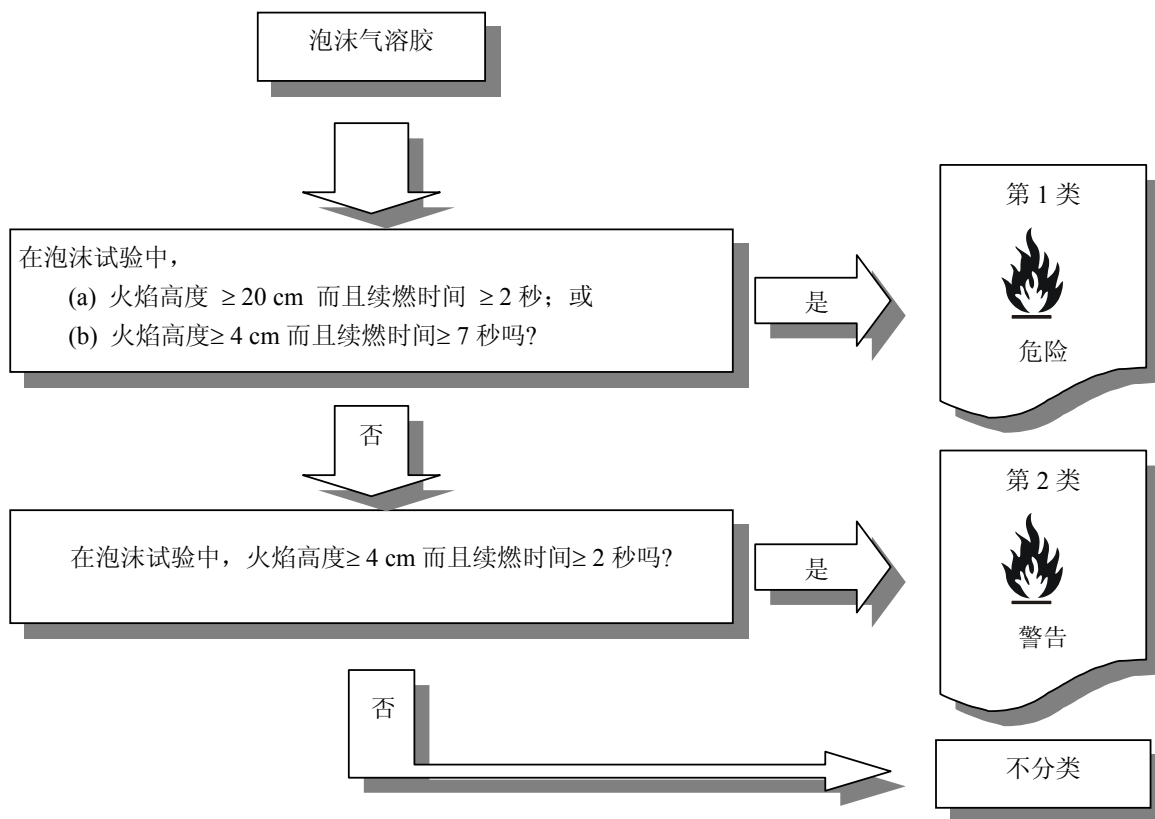 泡沫气溶胶
在泡沫试验中，
(a) 火焰高度 ≥ 20 cm 而且续燃时间 ≥ 2 秒；或
(b) 火焰高度≥ 4 cm 而且续燃时间≥ 7 秒吗?
是
第 1 类
危险
否
在泡沫试验中，火焰高度≥ 4 cm 而且续燃时间≥ 2 秒吗?
是
第 2 类
警告
否
不分类